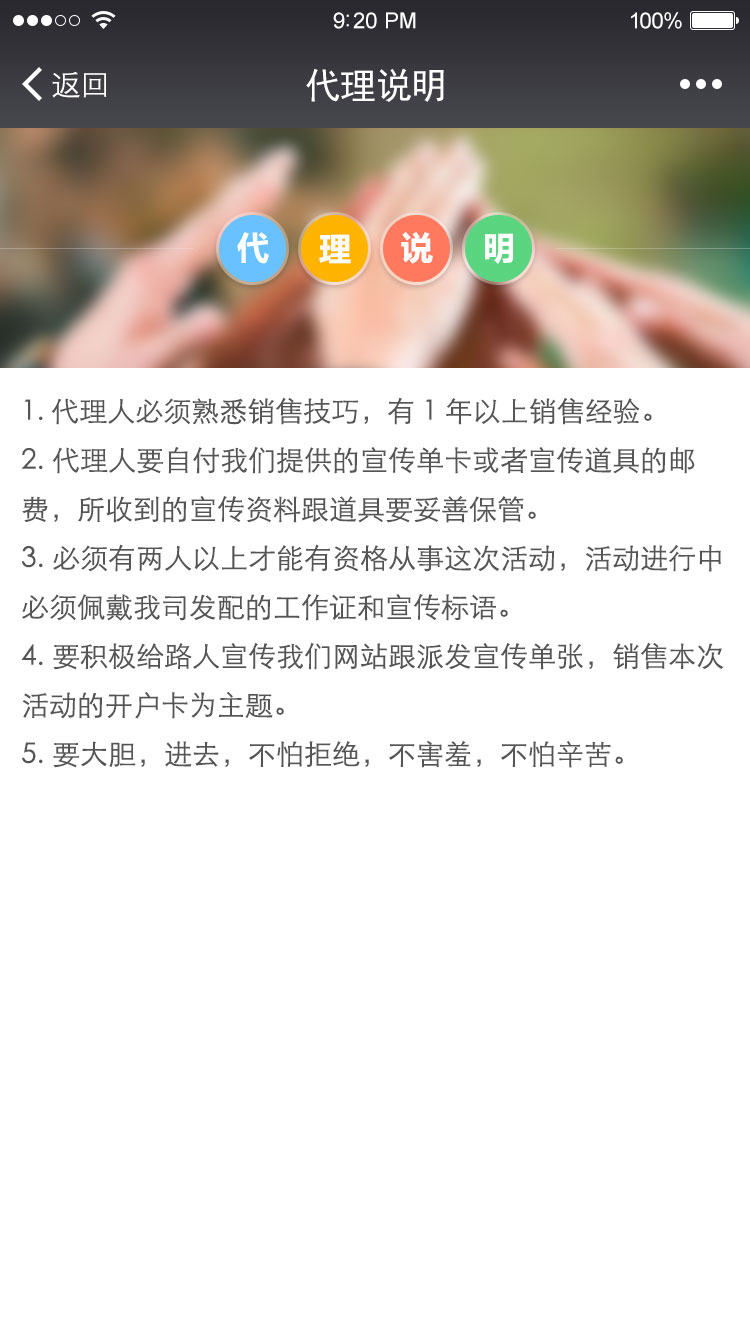 9:20 PM 100%
返回 代理说明
代理说明
1. 代理人必须熟悉销售技巧，有 1 年以上销售经验。
2. 代理人要自付我们提供的宣传单卡或者宣传道具的邮
费，所收到的宣传资料跟道具要妥善保管。
3. 必须有两人以上才能有资格从事这次活动，活动进行中
必须佩戴我司发配的工作证和宣传标语。
4. 要积极给路人宣传我们网站跟派发宣传单张，销售本次
活动的开户卡为主题。
5. 要大胆，进去，不怕拒绝，不害羞，不怕辛苦。